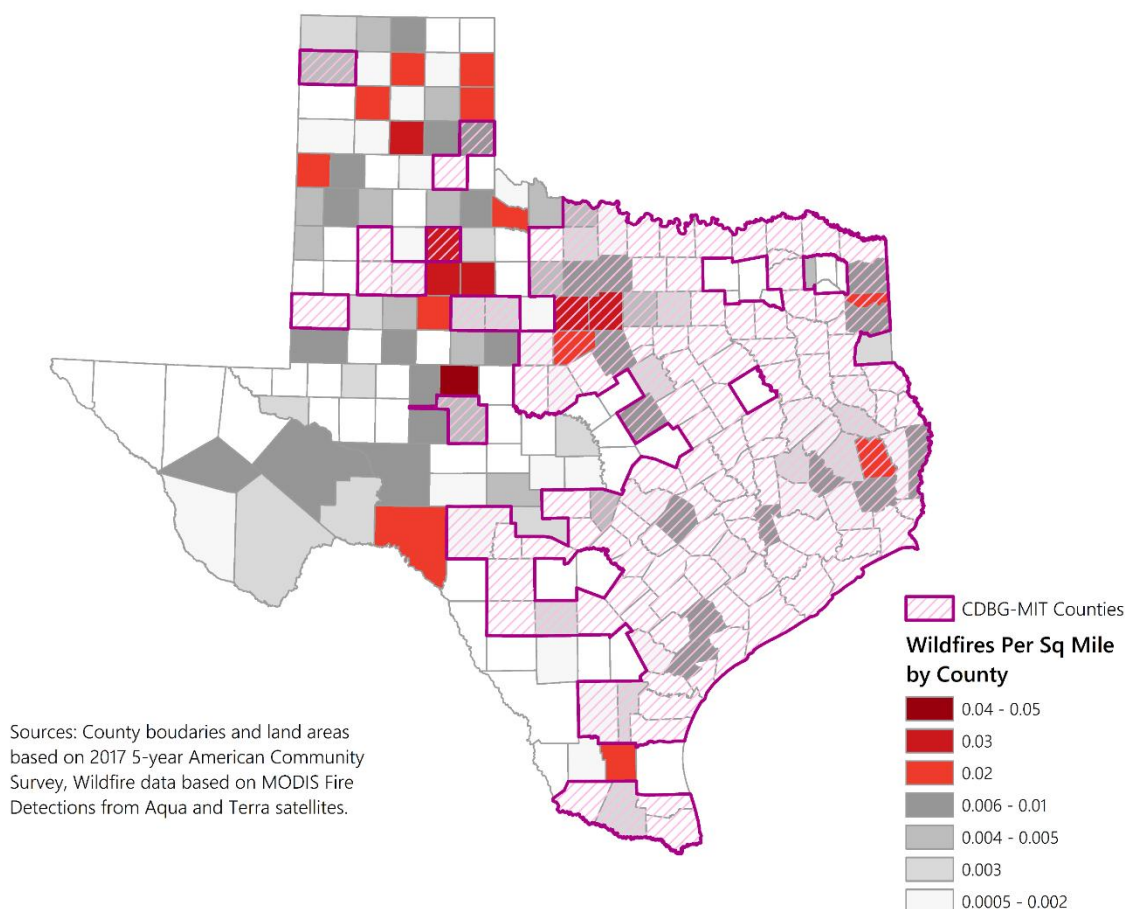 CDBG-MIT Counties
Wildfires Per Sq Mile
by County
0.04 - 0.05
0.03
0.02
0.006 - 0.01
0.004 - 0.005
0.003
0.0005 - 0.002
Sources: County boudaries and land areas
based on 2017 5-year American Community
Survey, Wildfire data based on MODIS Fire
Detections from Aqua and Terra satellites.